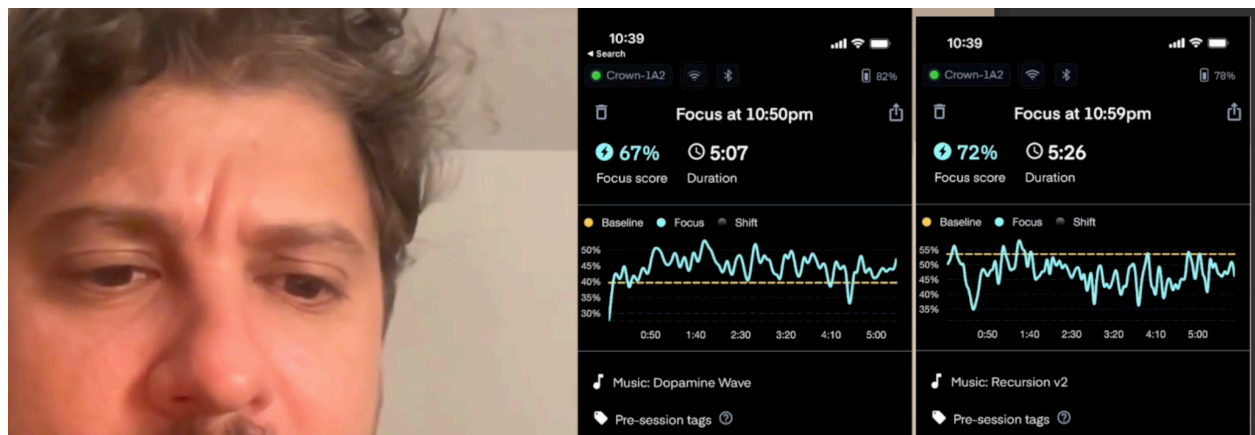 10:39
◄ Search
Crown-1A2
82%
Focus at 10:50pm
67%
5:07
Focus score
Duration
Baseline
Focus
Shift
50%
45%
40%
35%
30%
0:50
1:40
2:30
3:20
4:10
5:00
Music: Dopamine Wave
Pre-session tags ?
10:39
Crown-1A2
78%
Focus at 10:59pm
72%
5:26
Focus score
Duration
Baseline
Focus
Shift
55%
50%
45%
40%
35%
0:50
1:40
2:30
3:20
4:10
5:00
Music: Recursion v2
Pre-session tags ?